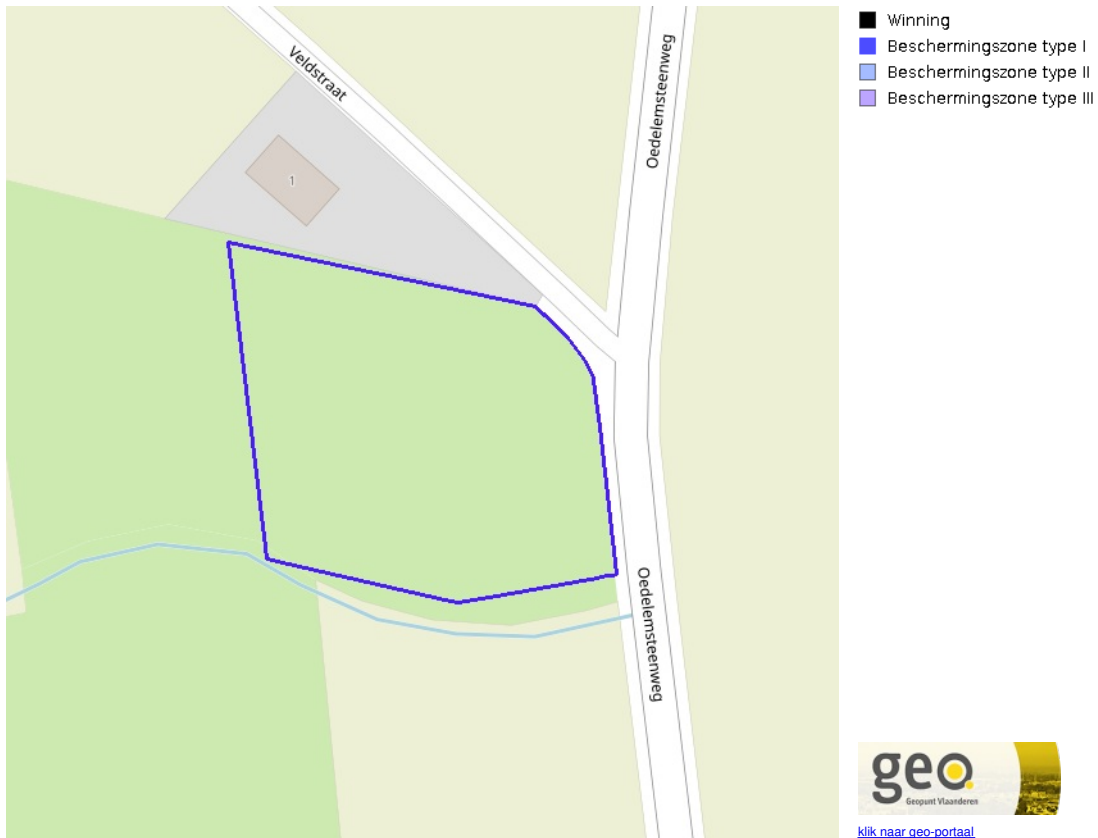 Veldstraat
Oedelemsteenweg
1
Oedelemsteenweg
Winning
Beschermingszone type I
Beschermingszone type II
Beschermingszone type III
geo.
Geopunt Vlaanderen
klik naar geo-portaal